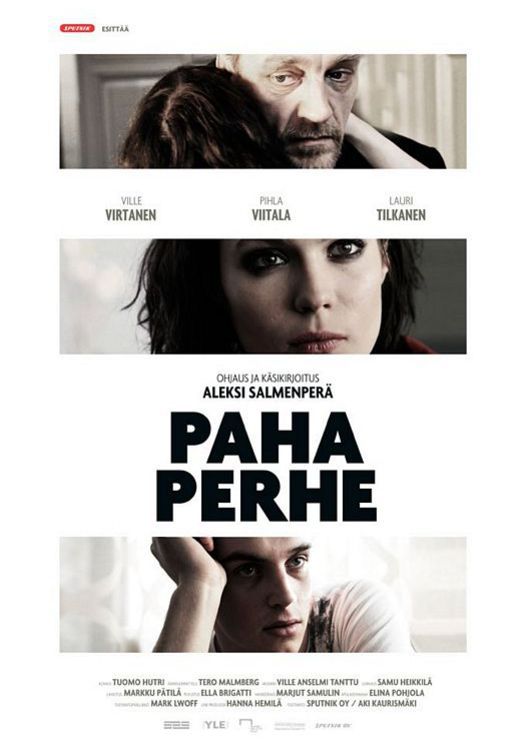 SPUTNIK ESITTÄÄ
VILLE PIHLA LAURI
VIRTANEN VIITALA TILKANEN
OHJAUS JA KÄSIKIRJOITUS
ALEKSI SALMENPERÄ
PAHA
PERHE
TUOMO HUTRI TERO MALMBERG VILLE ANSELMI TANTTU SAMU HEIKKILÄ
MARKKU PÄTILÄ ELLA BRIGATTI MARJUT SAMULIN ELINA POHJOLA
MARK LWOFF HANNA HEMILÄ SPUTNIK OY / AKI KAURISMÄKI
YLE SPUTNIK OY